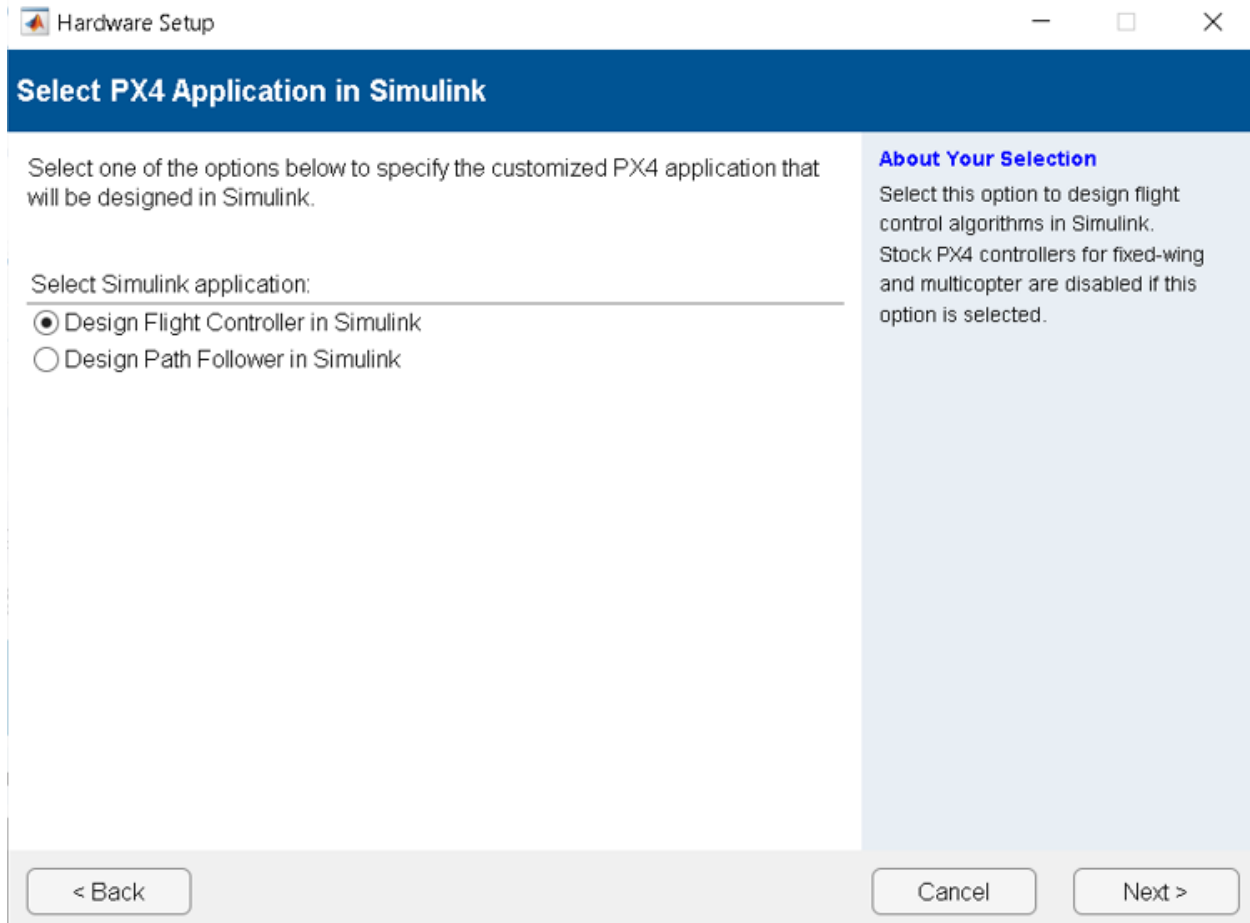 Hardware Setup
Select PX4 Application in Simulink
Select one of the options below to specify the customized PX4 application that
will be designed in Simulink.
Select Simulink application:
Design Flight Controller in Simulink
Design Path Follower in Simulink
About Your Selection
Select this option to design flight
control algorithms in Simulink.
Stock PX4 controllers for fixed-wing
and multicopter are disabled if this
option is selected.
< Back
Cancel
Next >